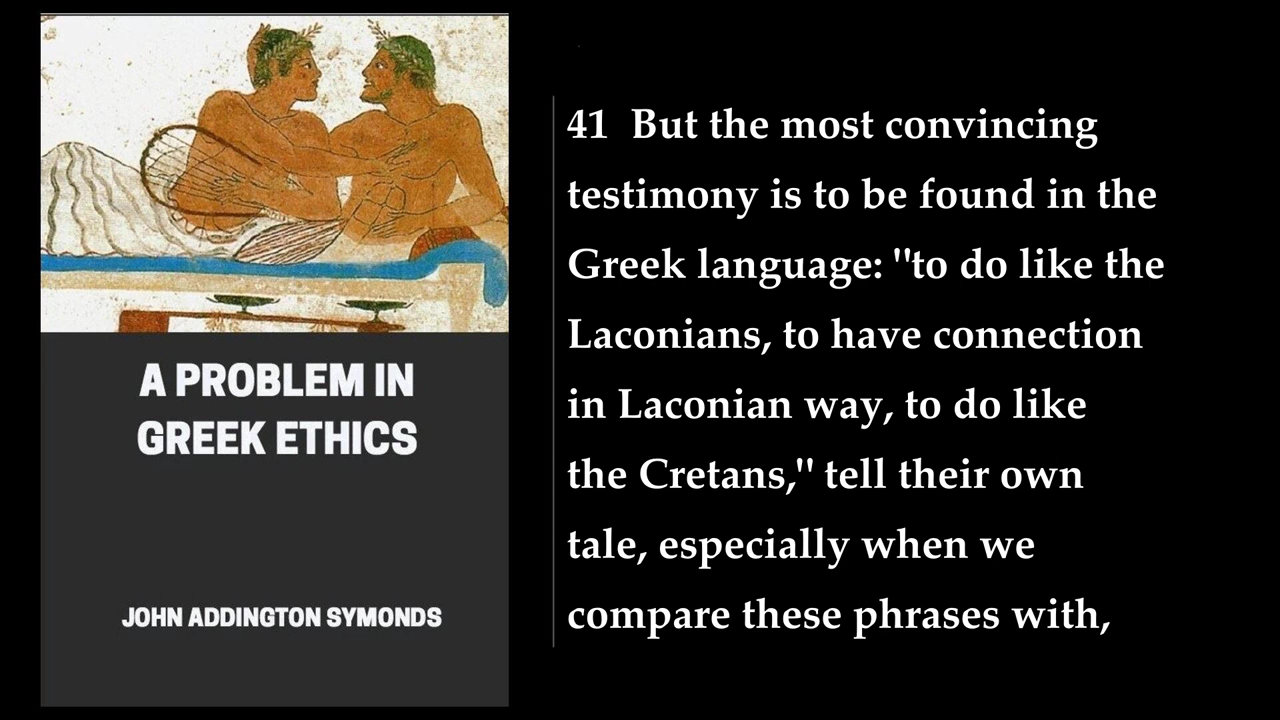 A PROBLEM IN
GREEK ETHICS
JOHN ADDINGTON SYMONDS
41 But the most convincing
testimony is to be found in the
Greek language: "to do like the
Laconians, to have connection
in Laconian way, to do like
the Cretans," tell their own
tale, especially when we
compare these phrases with,